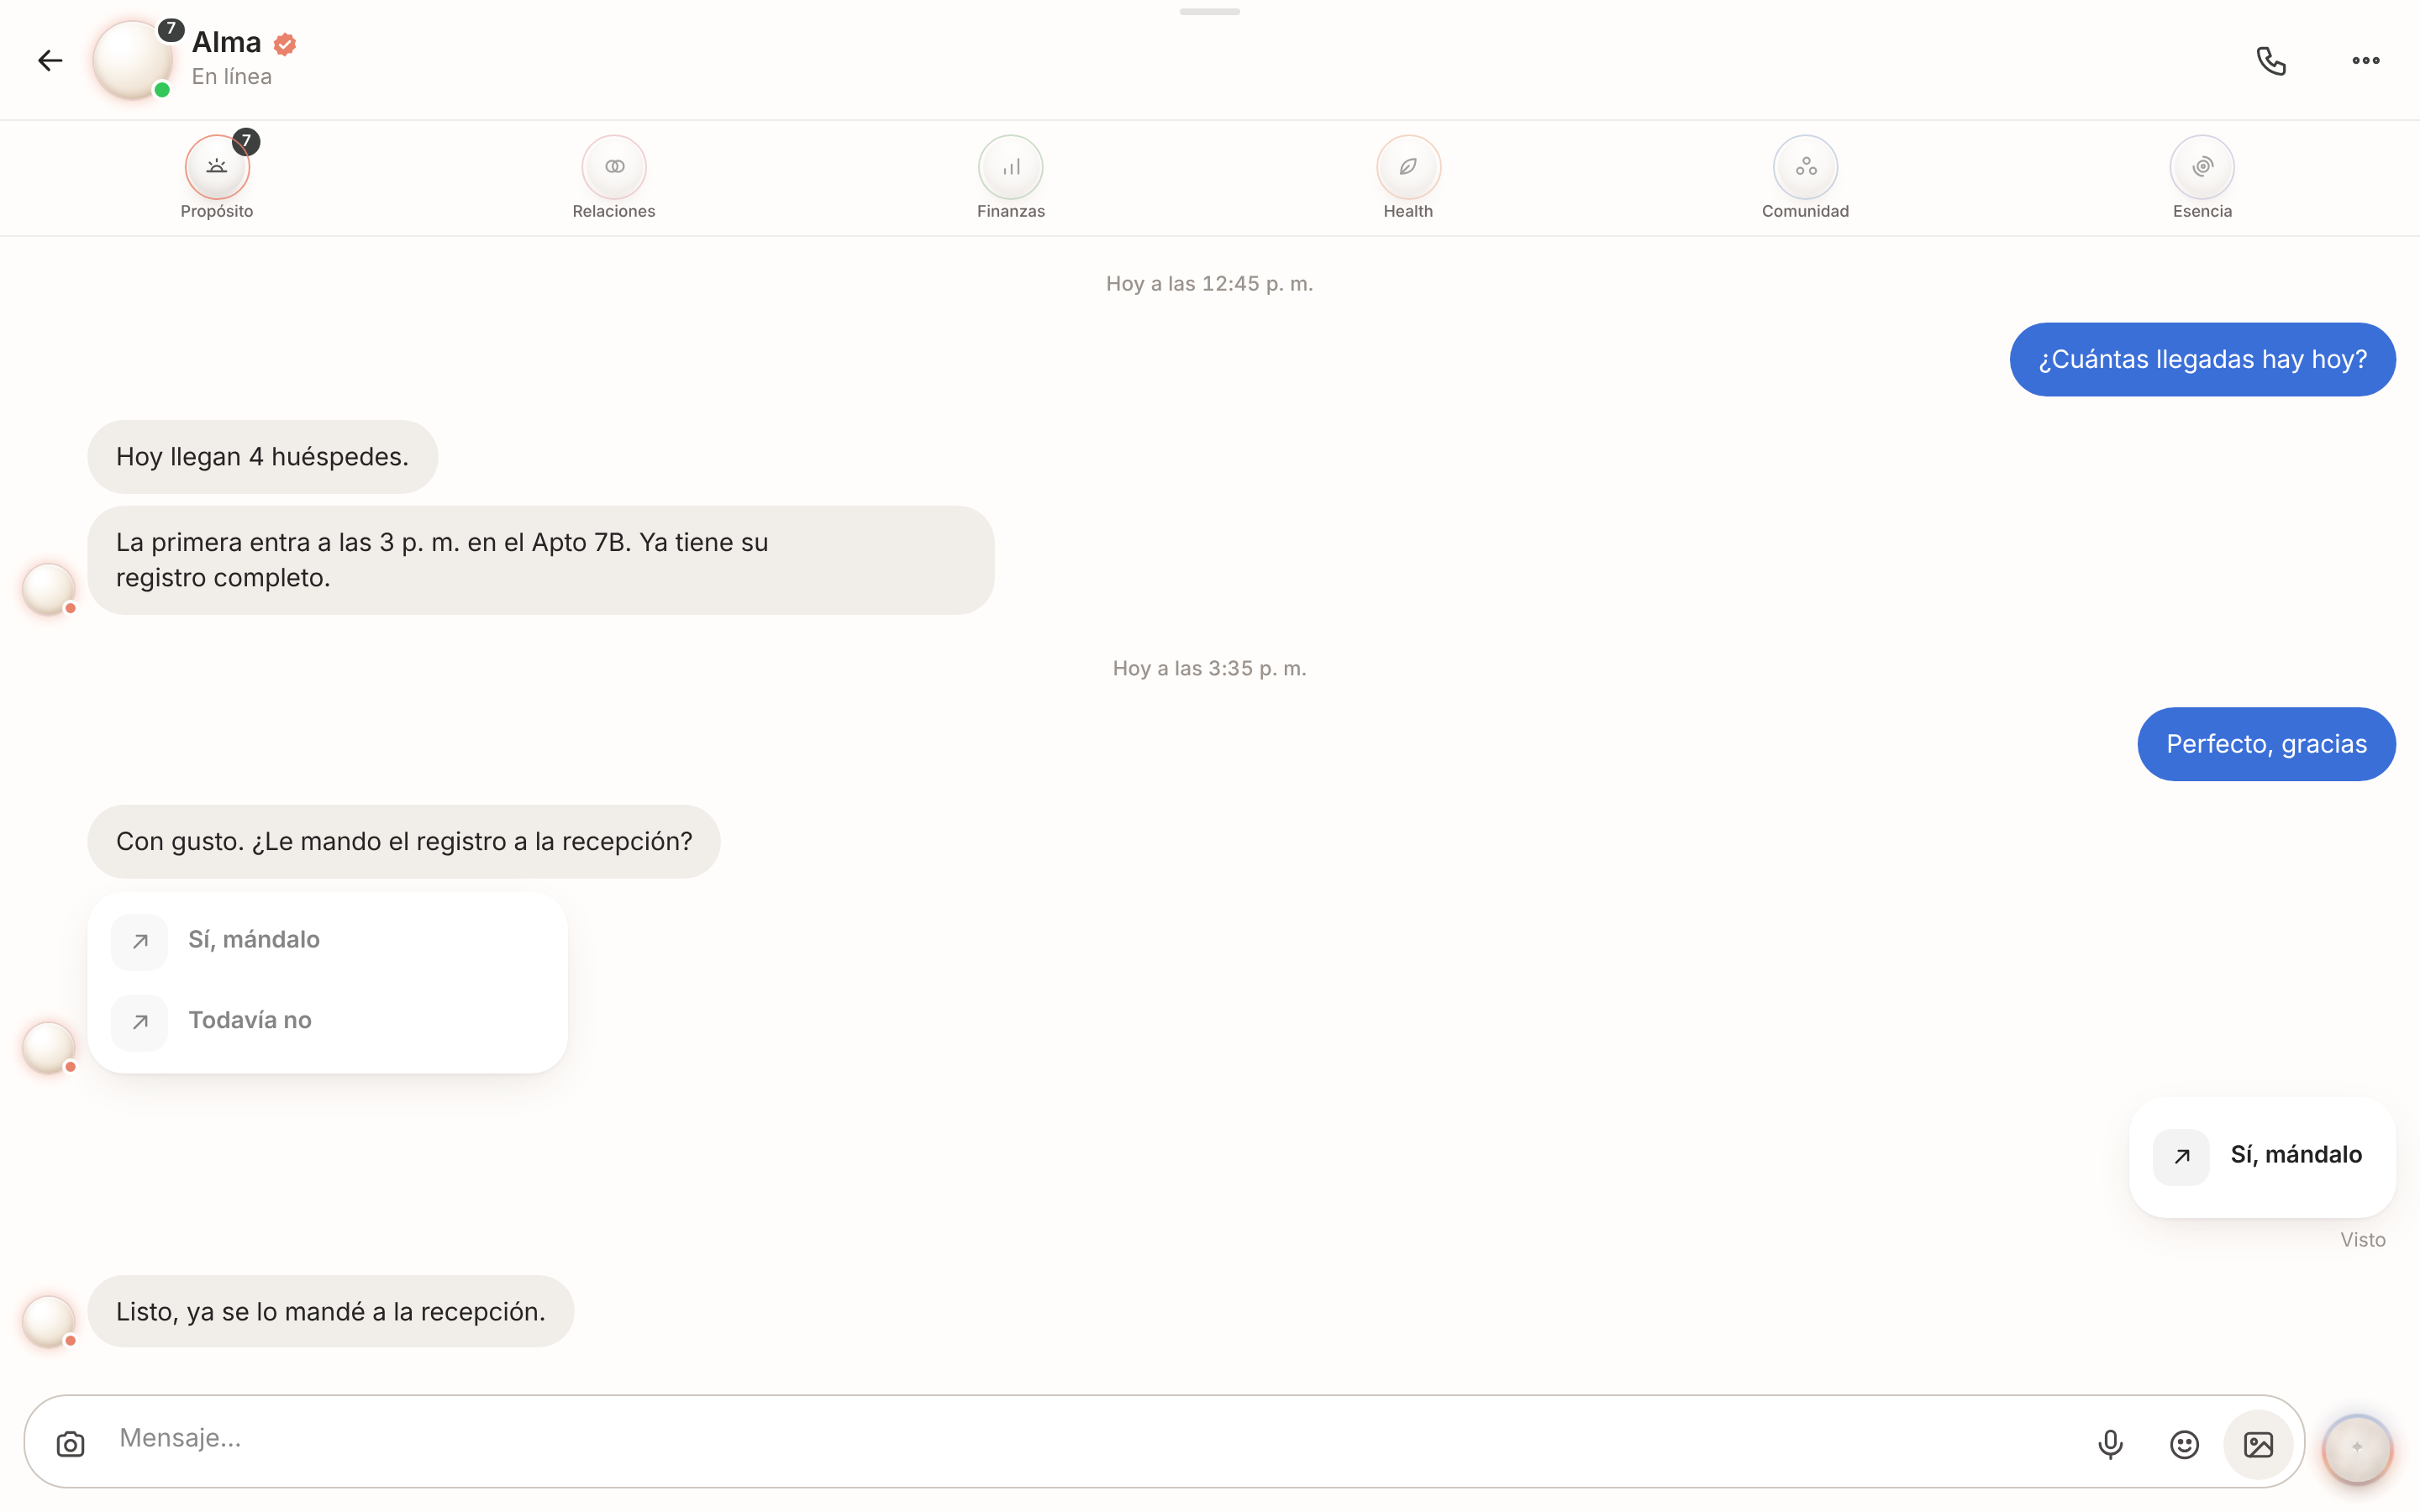 7
Alma
En línea
7
Propósito
Relaciones
Finanzas
Health
Comunidad
Esencia
Hoy a las 12:45 p. m.
¿Cuántas llegadas hay hoy?
Hoy llegan 4 huéspedes.
La primera entra a las 3 p. m. en el Apto 7B. Ya tiene su
registro completo.
Hoy a las 3:35 p. m.
Perfecto, gracias
Con gusto. ¿Le mando el registro a la recepción?
Sí, mándalo
Todavía no
Sí, mándalo
Visto
Listo, ya se lo mandé a la recepción.
Mensaje...